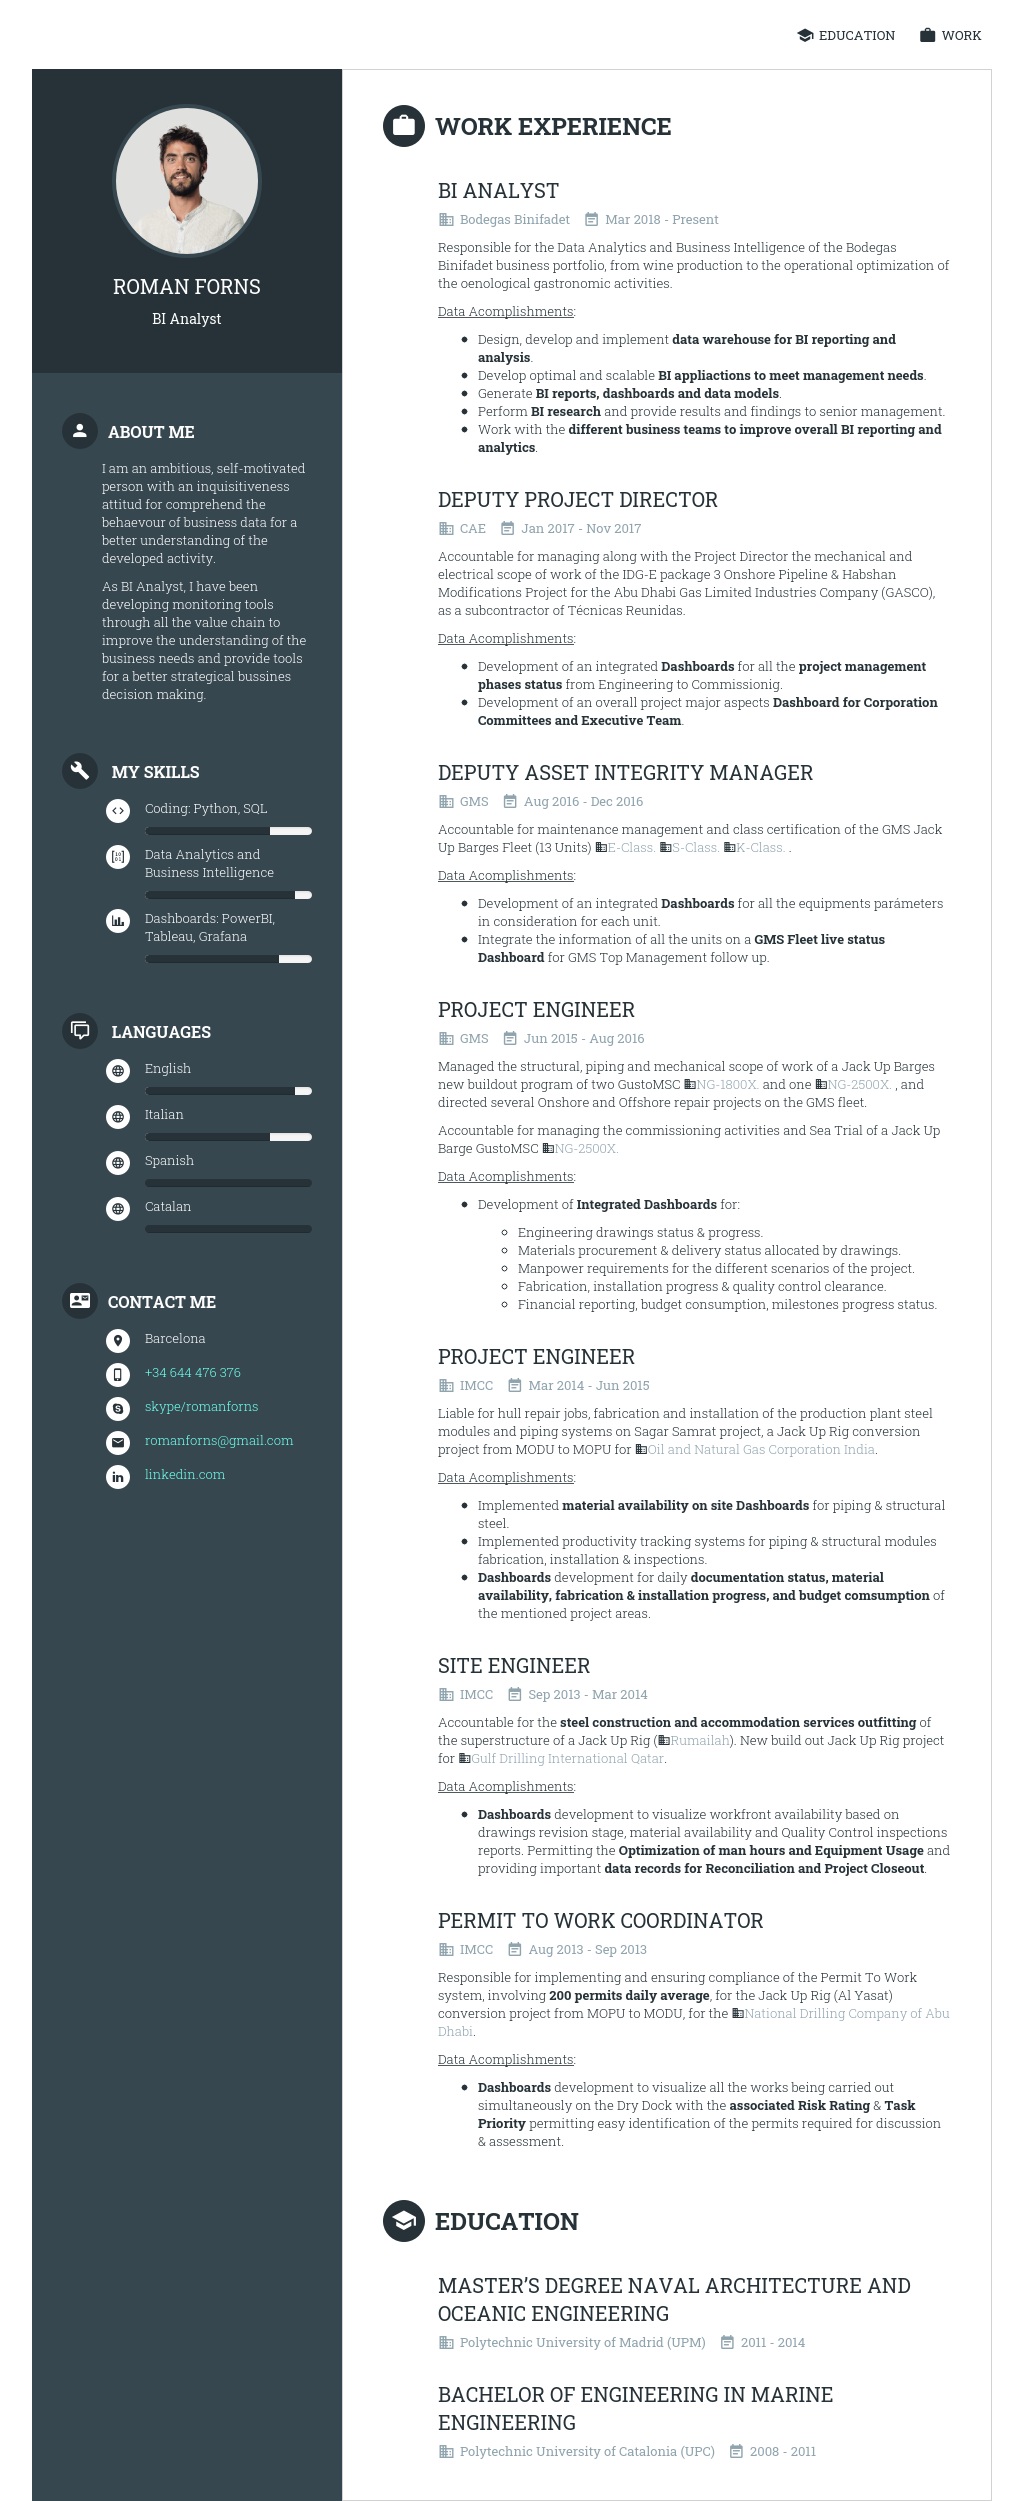 EDUCATION WORK
ROMAN FORNS
BI Analyst
ABOUT ME
I am an ambitious, self-motivated
person with an inquisitiveness
attitud for comprehend the
behaevour of business data for a
better understanding of the
developed activity.
As BI Analyst, I have been
developing monitoring tools
through all the value chain to
improve the understanding of the
business needs and provide tools
for a better strategical bussines
decision making.
MY SKILLS
Coding: Python, SQL
Data Analytics and
Business Intelligence
Dashboards: PowerBI,
Tableau, Grafana
LANGUAGES
English
Italian
Spanish
Catalan
CONTACT ME
Barcelona
+34 644 476 376
skype/romanforns
romanforns@gmail.com
linkedin.com
WORK EXPERIENCE
BI ANALYST
Bodegas Binifadet Mar 2018 - Present
Responsible for the Data Analytics and Business Intelligence of the Bodegas
Binifadet business portfolio, from wine production to the operational optimization of
the oenological gastronomic activities.
Data Acomplishments:
Design, develop and implement data warehouse for BI reporting and
analysis.
Develop optimal and scalable BI appliactions to meet management needs.
Generate BI reports, dashboards and data models.
Perform BI research and provide results and findings to senior management.
Work with the different business teams to improve overall BI reporting and
analytics.
DEPUTY PROJECT DIRECTOR
CAE Jan 2017 - Nov 2017
Accountable for managing along with the Project Director the mechanical and
electrical scope of work of the IDG-E package 3 Onshore Pipeline & Habshan
Modifications Project for the Abu Dhabi Gas Limited Industries Company (GASCO),
as a subcontractor of Técnicas Reunidas.
Data Acomplishments:
Development of an integrated Dashboards for all the project management
phases status from Engineering to Commissionig.
Development of an overall project major aspects Dashboard for Corporation
Committees and Executive Team.
DEPUTY ASSET INTEGRITY MANAGER
GMS Aug 2016 - Dec 2016
Accountable for maintenance management and class certification of the GMS Jack
Up Barges Fleet (13 Units) E-Class. S-Class. K-Class. .
Data Acomplishments:
Development of an integrated Dashboards for all the equipments parámeters
in consideration for each unit.
Integrate the information of all the units on a GMS Fleet live status
Dashboard for GMS Top Management follow up.
PROJECT ENGINEER
GMS Jun 2015 - Aug 2016
Managed the structural, piping and mechanical scope of work of a Jack Up Barges
new buildout program of two GustoMSC NG-1800X. and one NG-2500X. , and
directed several Onshore and Offshore repair projects on the GMS fleet.
Accountable for managing the commissioning activities and Sea Trial of a Jack Up
Barge GustoMSC NG-2500X.
Data Acomplishments:
Development of Integrated Dashboards for:
Engineering drawings status & progress.
Materials procurement & delivery status allocated by drawings.
Manpower requirements for the different scenarios of the project.
Fabrication, installation progress & quality control clearance.
Financial reporting, budget consumption, milestones progress status.
PROJECT ENGINEER
IMCC Mar 2014 - Jun 2015
Liable for hull repair jobs, fabrication and installation of the production plant steel
modules and piping systems on Sagar Samrat project, a Jack Up Rig conversion
project from MODU to MOPU for Oil and Natural Gas Corporation India.
Data Acomplishments:
Implemented material availability on site Dashboards for piping & structural
steel.
Implemented productivity tracking systems for piping & structural modules
fabrication, installation & inspections.
Dashboards development for daily documentation status, material
availability, fabrication & installation progress, and budget comsumption of
the mentioned project areas.
SITE ENGINEER
IMCC Sep 2013 - Mar 2014
Accountable for the steel construction and accommodation services outfitting of
the superstructure of a Jack Up Rig (Rumailah). New build out Jack Up Rig project
for Gulf Drilling International Qatar.
Data Acomplishments:
Dashboards development to visualize workfront availability based on
drawings revision stage, material availability and Quality Control inspections
reports. Permitting the Optimization of man hours and Equipment Usage and
providing important data records for Reconciliation and Project Closeout.
PERMIT TO WORK COORDINATOR
IMCC Aug 2013 - Sep 2013
Responsible for implementing and ensuring compliance of the Permit To Work
system, involving 200 permits daily average, for the Jack Up Rig (Al Yasat)
conversion project from MOPU to MODU, for the National Drilling Company of Abu
Dhabi.
Data Acomplishments:
Dashboards development to visualize all the works being carried out
simultaneously on the Dry Dock with the associated Risk Rating & Task
Priority permitting easy identification of the permits required for discussion
& assessment.
EDUCATION
MASTER’S DEGREE NAVAL ARCHITECTURE AND
OCEANIC ENGINEERING
Polytechnic University of Madrid (UPM) 2011 - 2014
BACHELOR OF ENGINEERING IN MARINE
ENGINEERING
Polytechnic University of Catalonia (UPC) 2008 - 2011